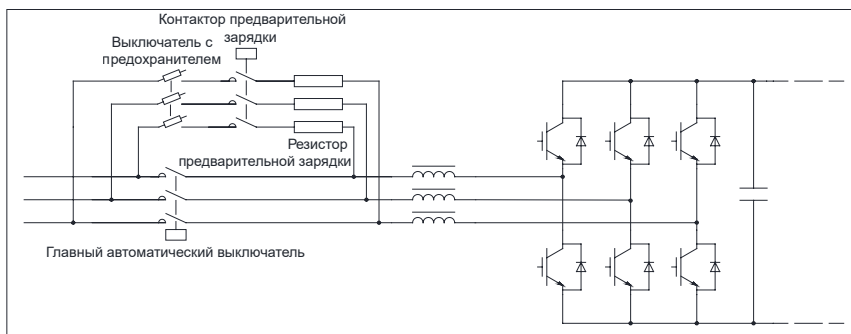 Контактор предварительной
зарядки
Выключатель с
предохранителем
Резистор
предварительной зарядки
Главный автоматический выключатель